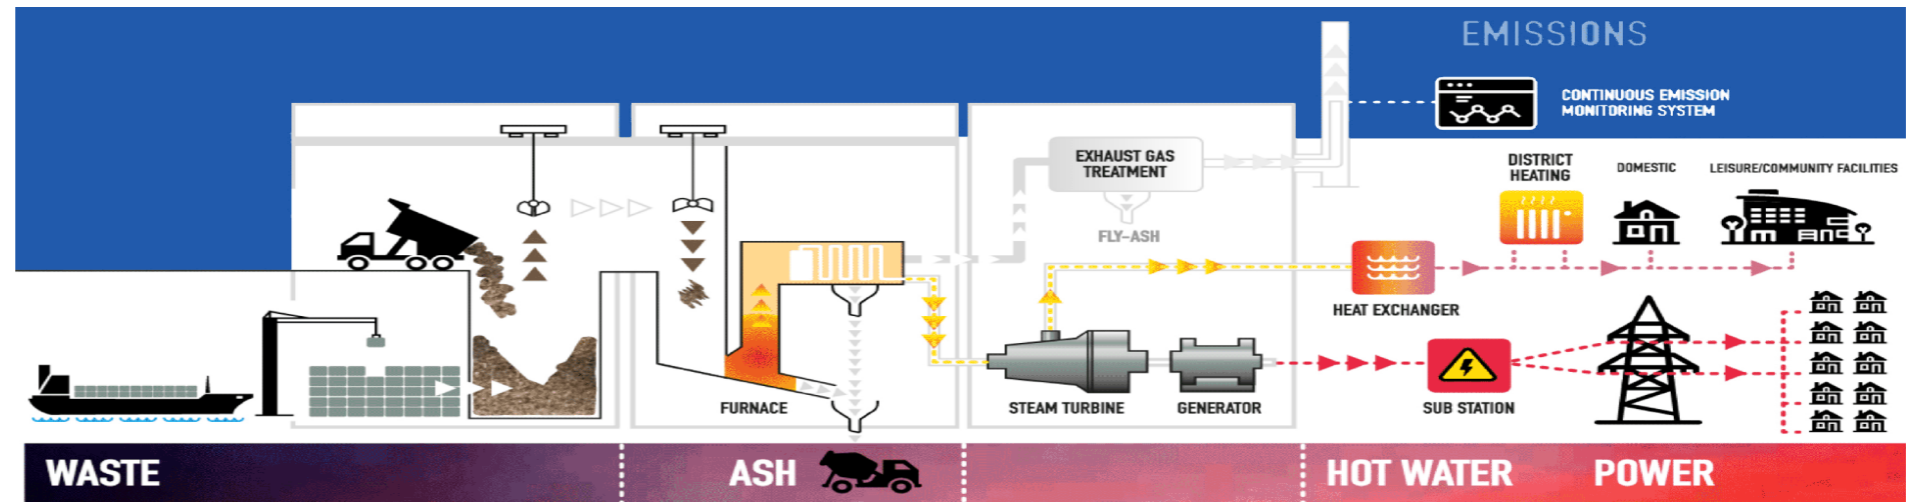 EMISSIONS
CONTINUOUS EMISSION
MONITORING SYSTEM
EXHAUST GAS
TREATMENT
FLY-ASH
DISTRICT
HEATING
DOMESTIC
LEISURE/COMMUNITY FACILITIES
HEAT EXCHANGER
FURNACE
STEAM TURBINE
GENERATOR
SUB STATION
WASTE
ASH
HOT WATER
POWER